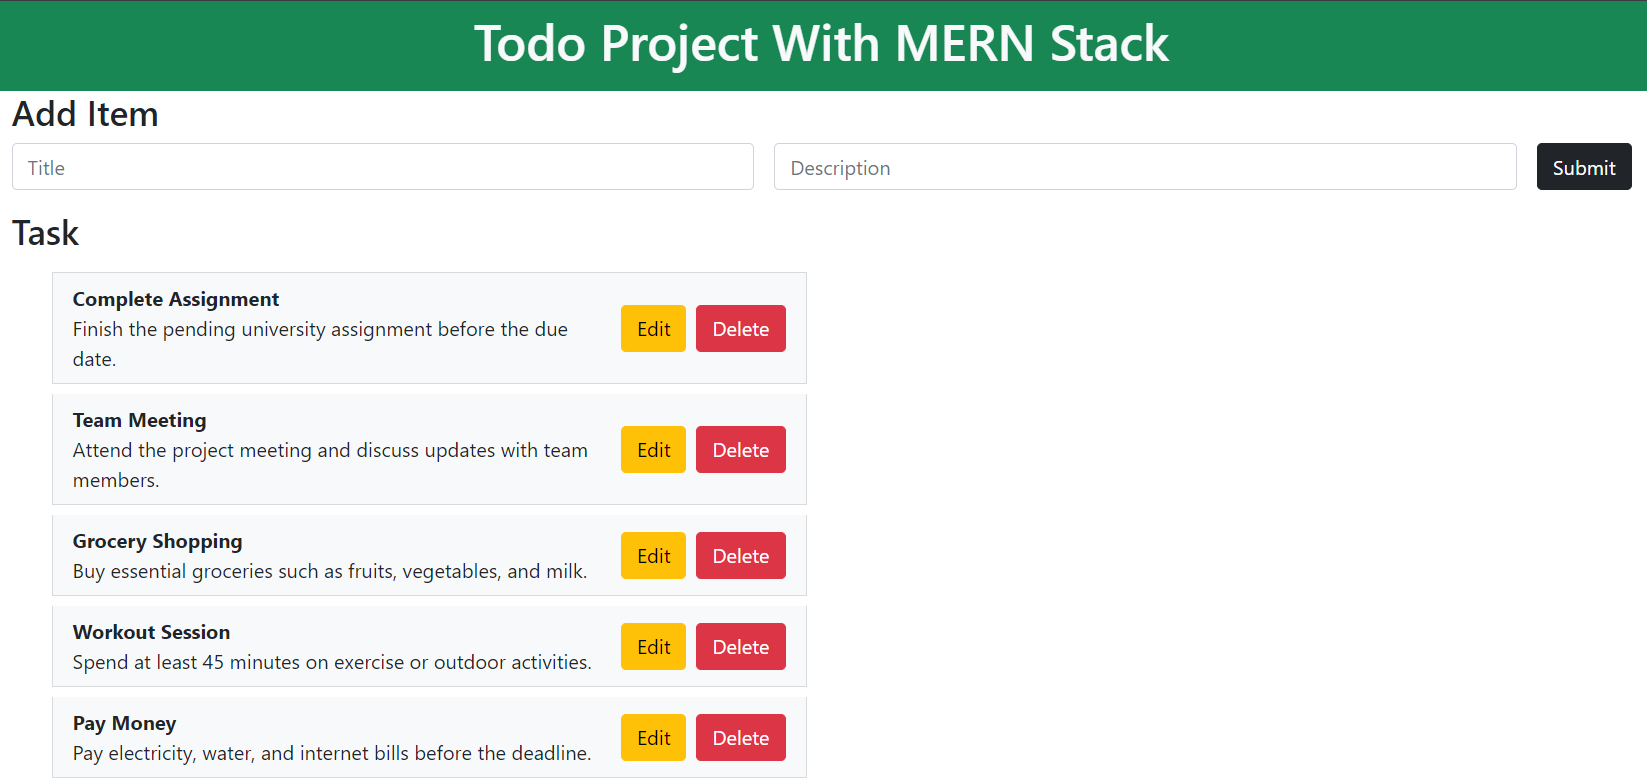 Todo Project With MERN Stack
Add Item
Title
Description
Submit
Task
Complete Assignment
Finish the pending university assignment before the due
date.
Edit
Delete
Team Meeting
Attend the project meeting and discuss updates with team
members.
Edit
Delete
Grocery Shopping
Buy essential groceries such as fruits, vegetables, and milk.
Edit
Delete
Workout Session
Spend at least 45 minutes on exercise or outdoor activities.
Edit
Delete
Pay Money
Pay electricity, water, and internet bills before the deadline.
Edit
Delete